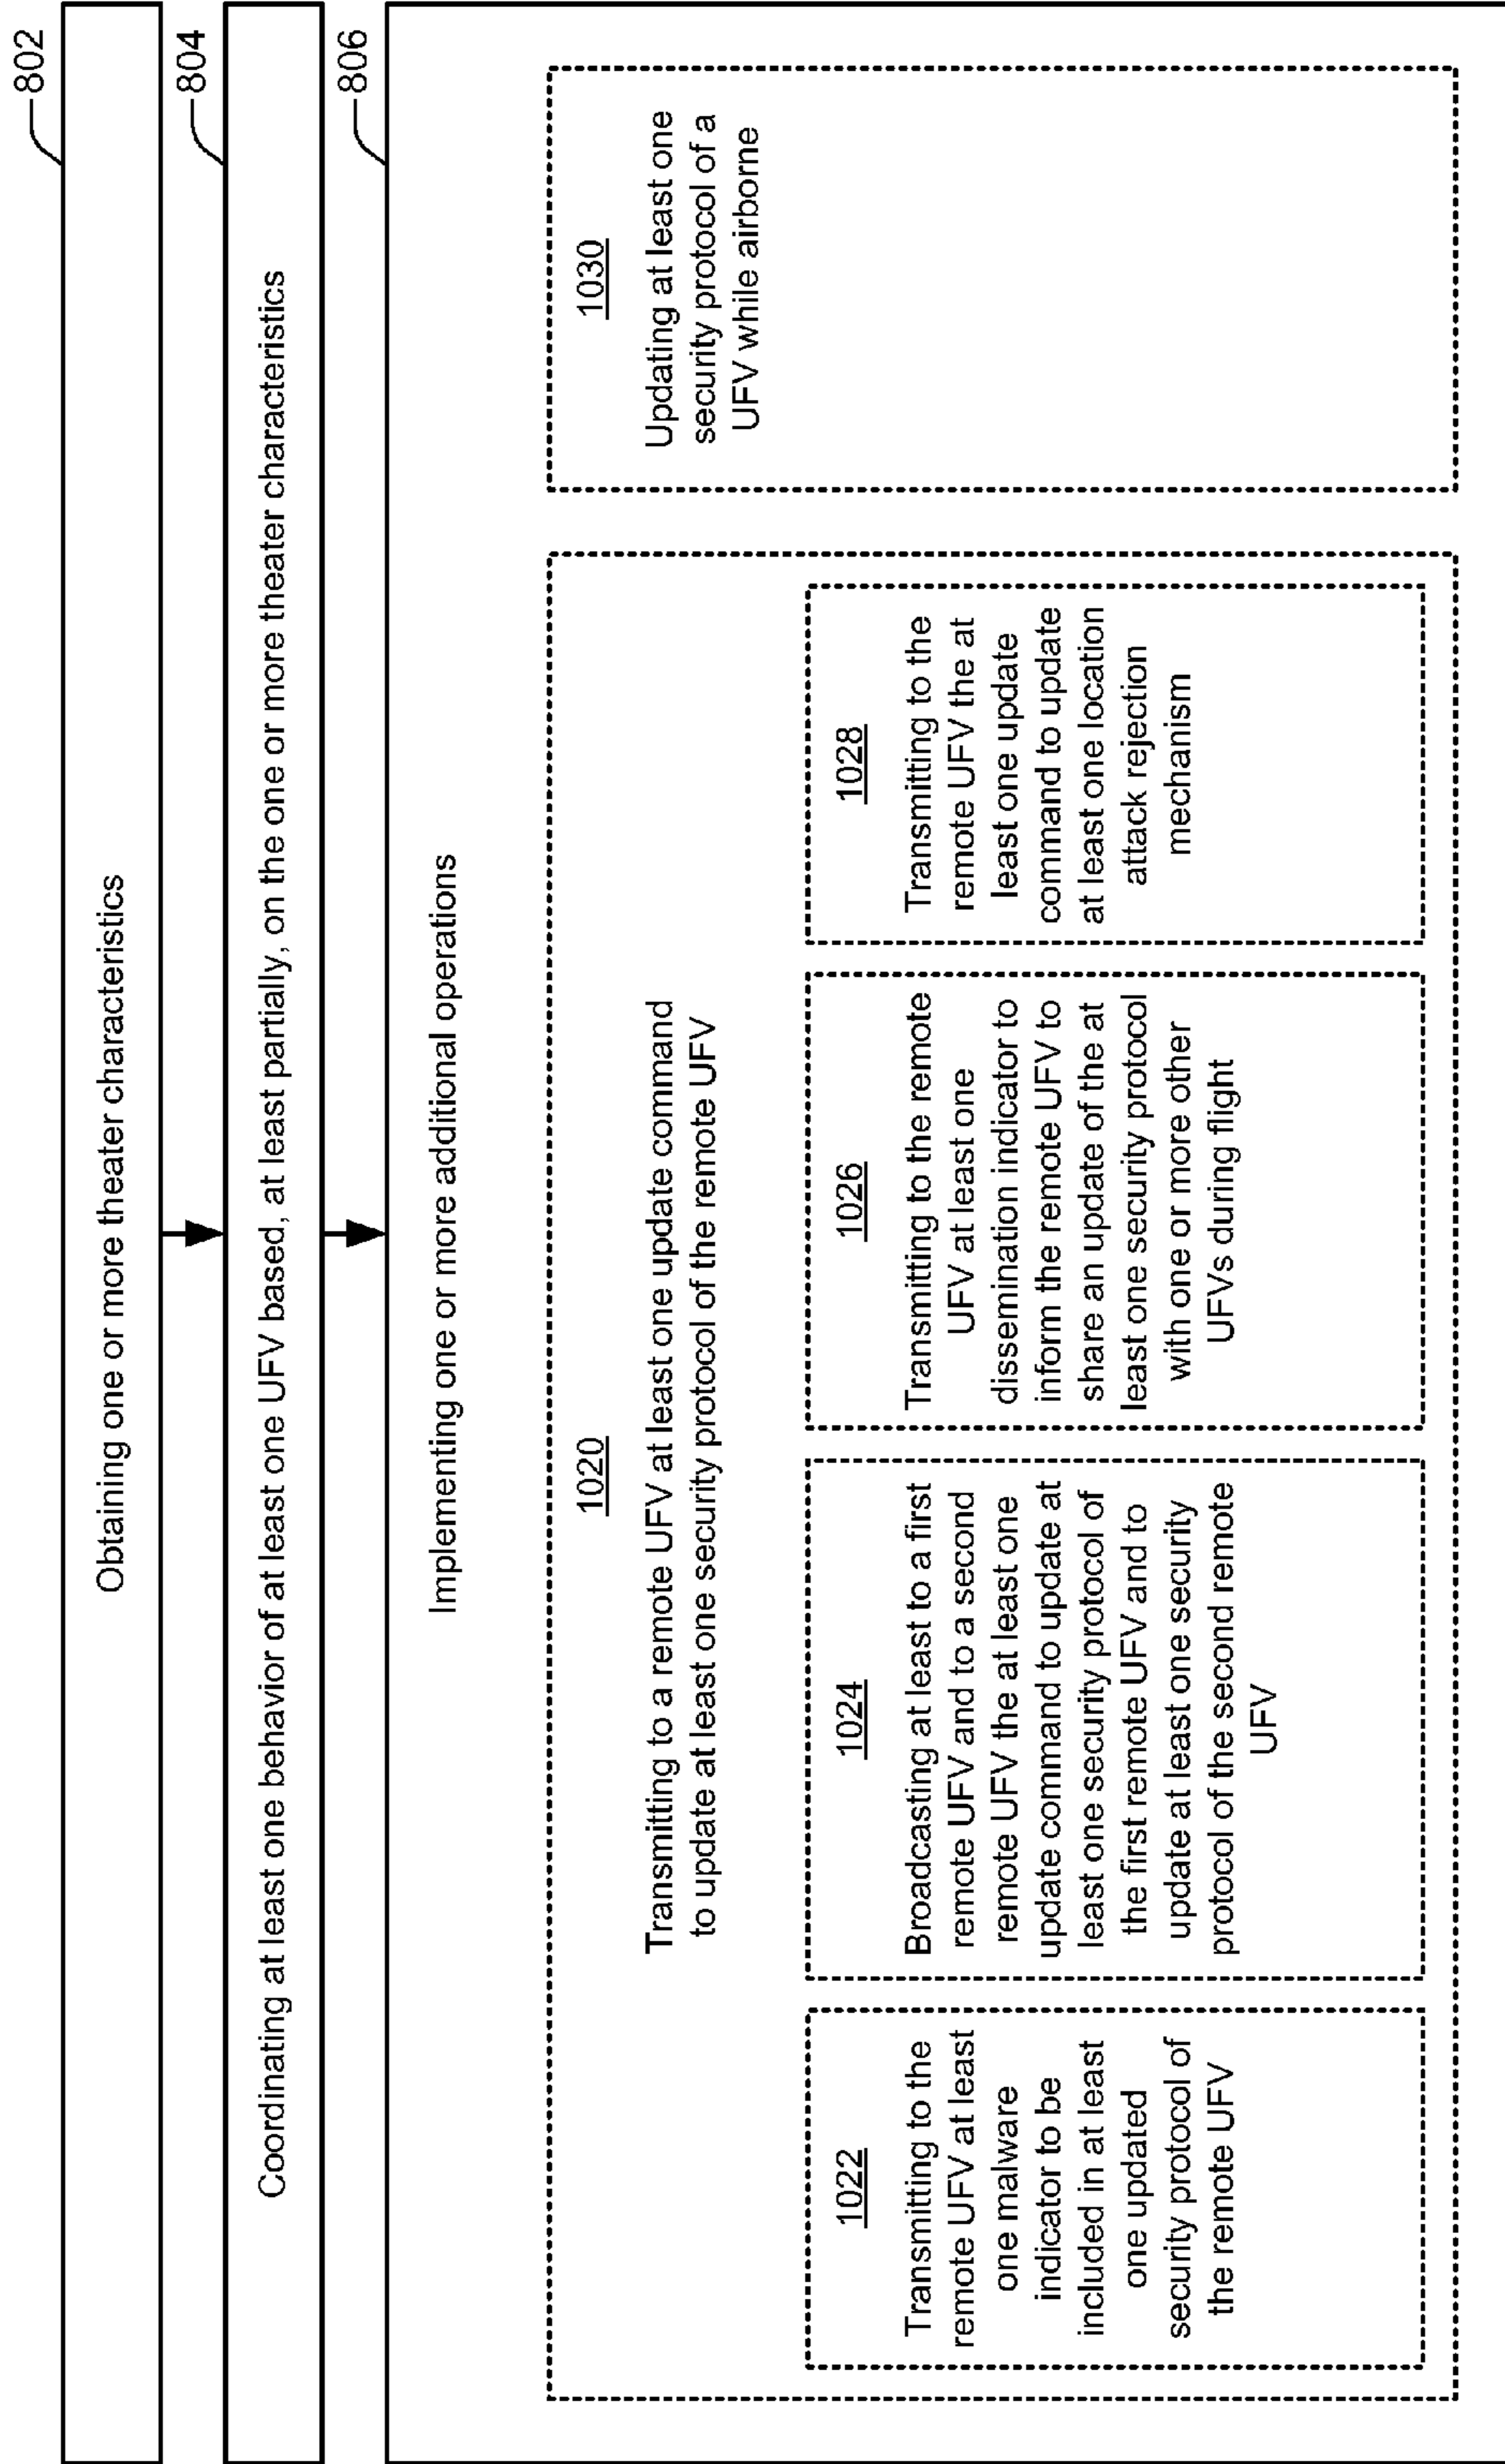 802
Obtaining one or more theater characteristics
804
Coordinating at least one behavior of at least one UFV based, at least partially, on the one or more theater characteristics
806
Implementing one or more additional operations
1020
Transmitting to a remote UFV at least one update command
to update at least one security protocol of the remote UFV
1022
Transmitting to the
remote UFV at least
one malware
indicator to be
included in at least
one updated
security protocol of
the remote UFV
1024
Broadcasting at least to a first
remote UFV and to a second
remote UFV the at least one
update command to update at
least one security protocol of
the first remote UFV and to
update at least one security
protocol of the second remote
UFV
1026
Transmitting to the remote
UFV at least one
dissemination indicator to
inform the remote UFV to
share an update of the at
least one security protocol
with one or more other
UFVs during flight
1028
Transmitting to the
remote UFV the at
least one update
command to update
at least one location
attack rejection
mechanism
1030
Updating at least one
security protocol of a
UFV while airborne